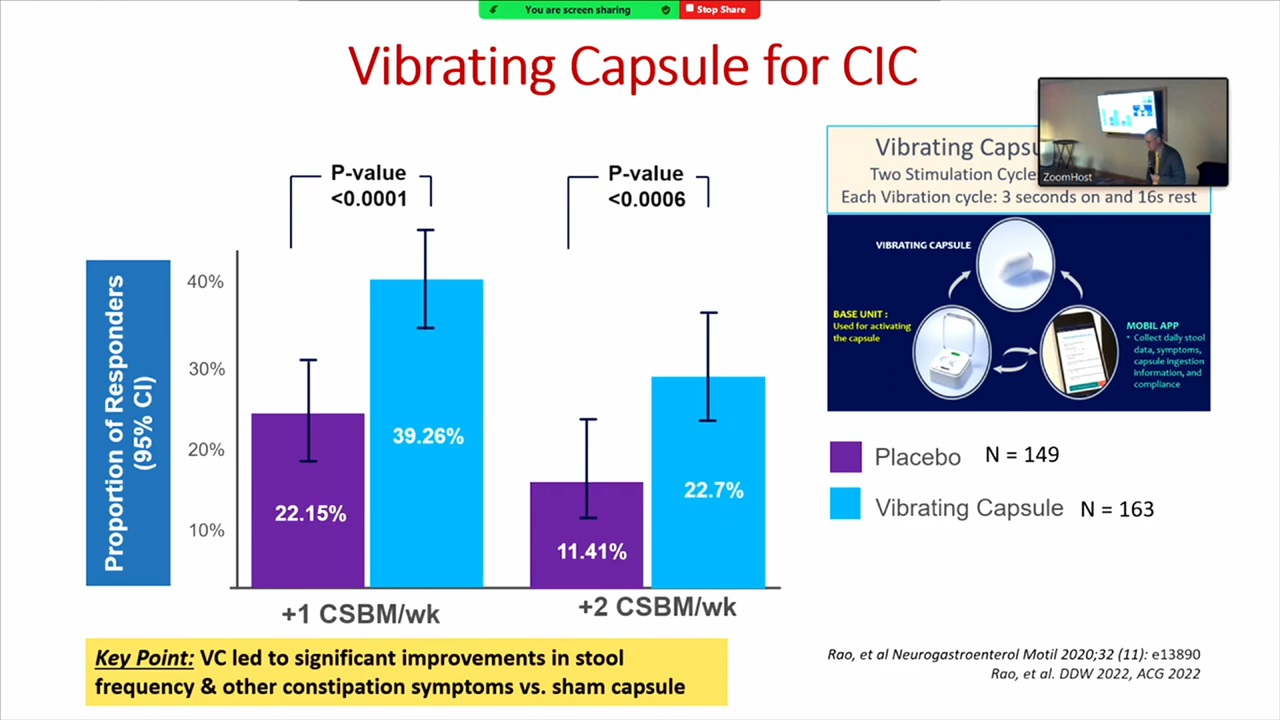 You are screen sharing
Stop Share
Vibrating Capsule for CIC
ZoomHost
P-value
<0.0001
P-value
<0.0006
Proportion of Responders
(95% CI)
40%
30%
20%
10%
22.15%
39.26%
11.41%
22.7%
+1 CSBM/wk
+2 CSBM/wk
Vibrating
Two Stimulation
Each Vibration cycle: 3 seconds on and 16s rest
VIBRATING CAPSULE
BASE UNIT :
Used for activating
the capsule
MOBIL APP
• Collect daily stool
data, symptoms,
capsule ingestion
information, and
compliance
Placebo N = 149
Vibrating Capsule N = 163
Key Point: VC led to significant improvements in stool
frequency & other constipation symptoms vs. sham capsule
Rao, et al Neurogastroenterol Motil 2020;32 (11): e13890
Rao, et al. DDW 2022, ACG 2022